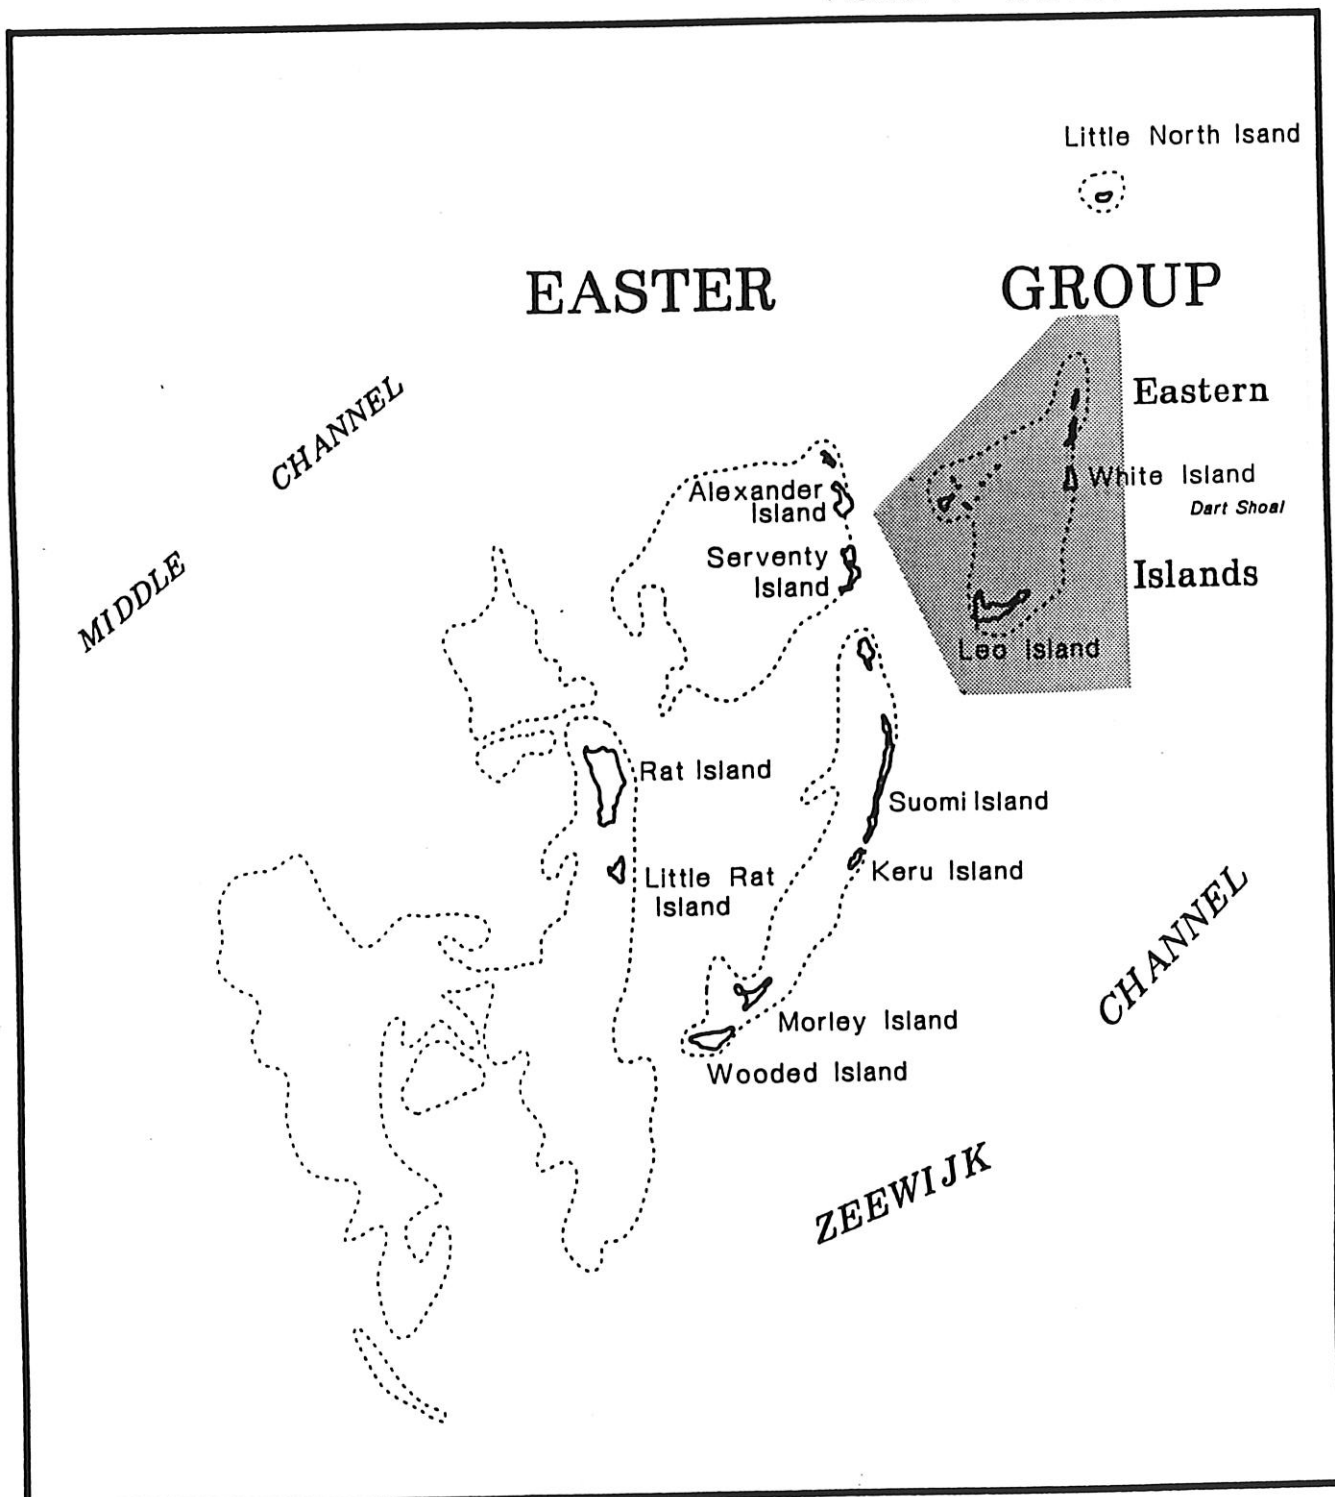 Little North Isand
EASTER GROUP
Eastern
CHANNEL
White Island
Alexander
Island
Dart Shoal
Serventy
Island
Islands
MIDDLE
Leo Island
Rat Island
Suomi Island
Keru Island
Little Rat
Island
CHANNEL
Morley Island
Wooded Island
ZEEWIJK